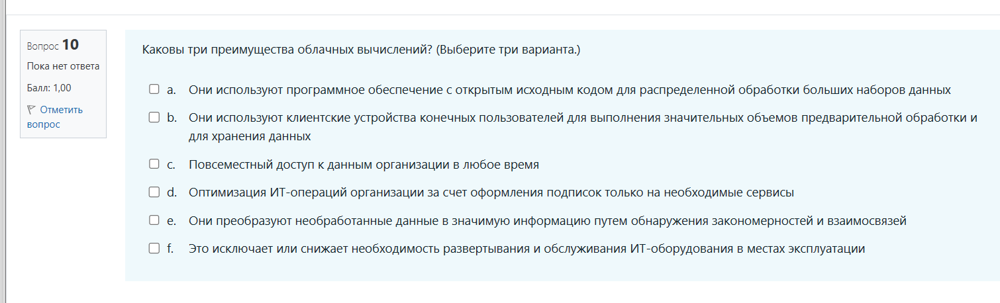 Вопрос 10
Пока нет ответа
Балл: 1,00
Отметить
вопрос
Каковы три преимущества облачных вычислений? (Выберите три варианта.)
a. Они используют программное обеспечение с открытым исходным кодом для распределенной обработки больших наборов данных
b. Они используют клиентские устройства конечных пользователей для выполнения значительных объемов предварительной обработки и
для хранения данных
c. Повсеместный доступ к данным организации в любое время
d. Оптимизация ИТ-операций организации за счет оформления подписок только на необходимые сервисы
e. Они преобразуют необработанные данные в значимую информацию путем обнаружения закономерностей и взаимосвязей
f. Это исключает или снижает необходимость развертывания и обслуживания ИТ-оборудования в местах эксплуатации